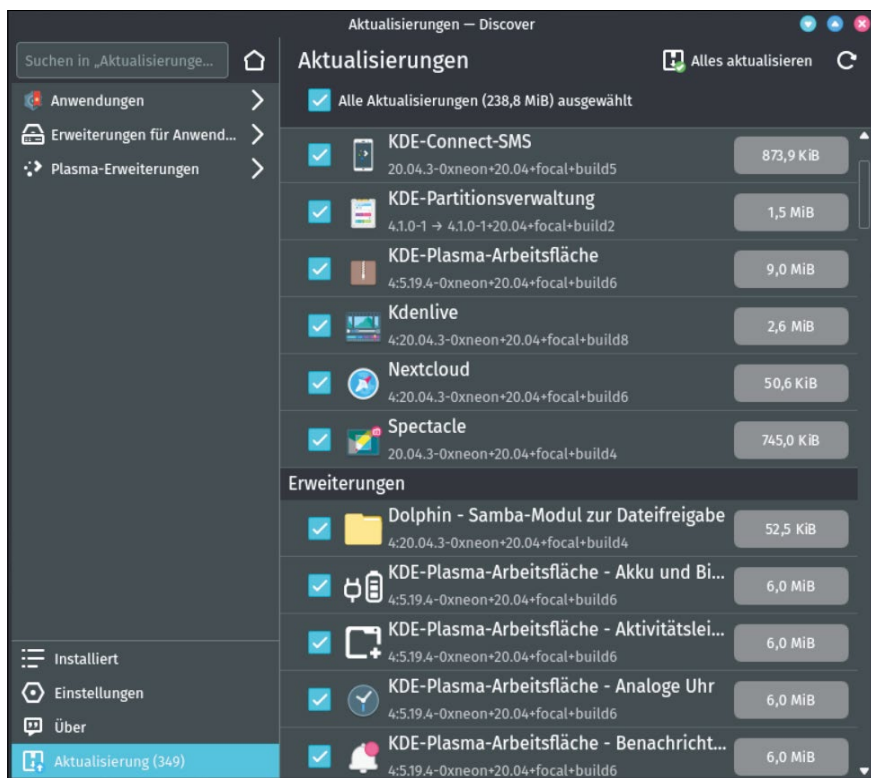 Aktualisierungen — Discover
Suchen in „Aktualisierunge...
Anwendungen
Erweiterungen für Anwend...
Plasma-Erweiterungen
Installiert
Einstellungen
Über
Aktualisierung (349)
Aktualisierungen
Alles aktualisieren
Alle Aktualisierungen (238,8 MiB) ausgewählt
KDE-Connect-SMS
20.04.3-0xneon+20.04+focal+build5
873,9 KiB
KDE-Partitionsverwaltung
4.1.0-1 → 4.1.0-1+20.04+focal+build2
1,5 MiB
KDE-Plasma-Arbeitsfläche
4:5.19.4-0xneon+20.04+focal+build6
9,0 MiB
Kdenlive
4:20.04.3-0xneon+20.04+focal+build8
2,6 MiB
Nextcloud
4:20.04.3-0xneon+20.04+focal+build6
50,6 KiB
Spectacle
20.04.3-0xneon+20.04+focal+build4
745,0 KiB
Erweiterungen
Dolphin - Samba-Modul zur Dateifreigabe
4:20.04.3-0xneon+20.04+focal+build4
52,5 KiB
KDE-Plasma-Arbeitsfläche - Akku und Bi...
4:5.19.4-0xneon+20.04+focal+build6
6,0 MiB
KDE-Plasma-Arbeitsfläche - Aktivitätslei...
4:5.19.4-0xneon+20.04+focal+build6
6,0 MiB
KDE-Plasma-Arbeitsfläche - Analoge Uhr
4:5.19.4-0xneon+20.04+focal+build6
6,0 MiB
KDE-Plasma-Arbeitsfläche - Benachricht...
4:5.19.4-0xneon+20.04+focal+build6
6,0 MiB